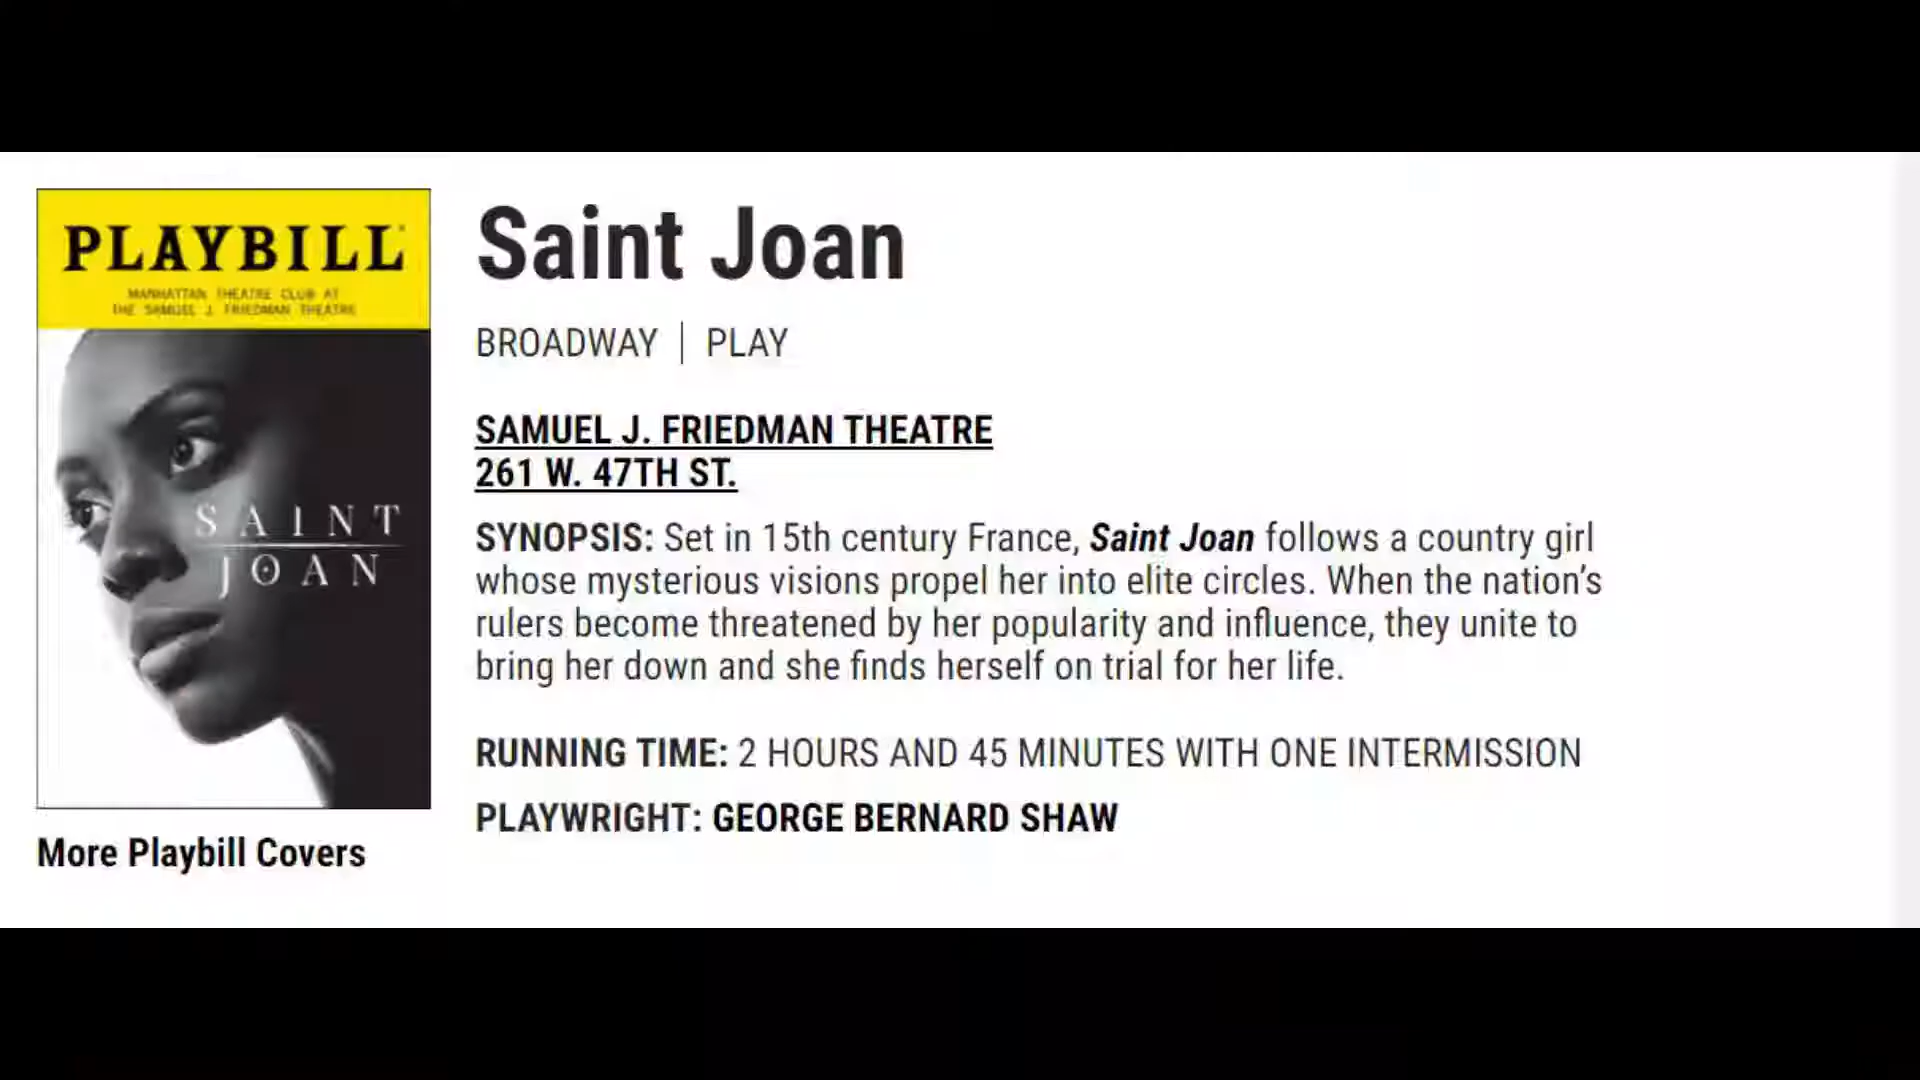 PLAYBILL
MANHATTAN THEATRE CLUB AT
THE SAMUEL J. FRIEDMAN THEATRE
SAINT
JOAN
More Playbill Covers
Saint Joan
BROADWAY | PLAY
SAMUEL J. FRIEDMAN THEATRE
261 W. 47TH ST.
SYNOPSIS: Set in 15th century France, Saint Joan follows a country girl
whose mysterious visions propel her into elite circles. When the nation’s
rulers become threatened by her popularity and influence, they unite to
bring her down and she finds herself on trial for her life.
RUNNING TIME: 2 HOURS AND 45 MINUTES WITH ONE INTERMISSION
PLAYWRIGHT: GEORGE BERNARD SHAW